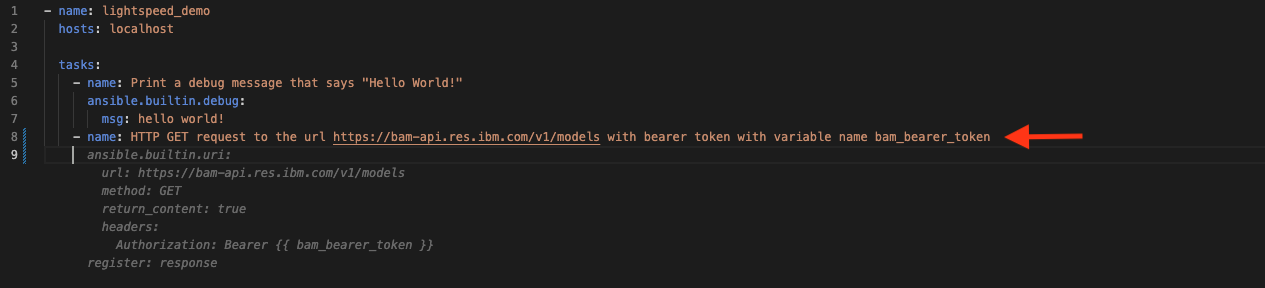 1 - name: lightspeed_demo
2 hosts: localhost
3
4 tasks:
5 - name: Print a debug message that says "Hello World!"
6 ansible.builtin.debug:
7 msg: hello world!
8 - name: HTTP GET request to the url https://bam-api.res.ibm.com/v1/models with bearer token with variable name bam_bearer_token
9 ansible.builtin.uri:
url: https://bam-api.res.ibm.com/v1/models
method: GET
return_content: true
headers:
Authorization: Bearer {{ bam_bearer_token }}
register: response